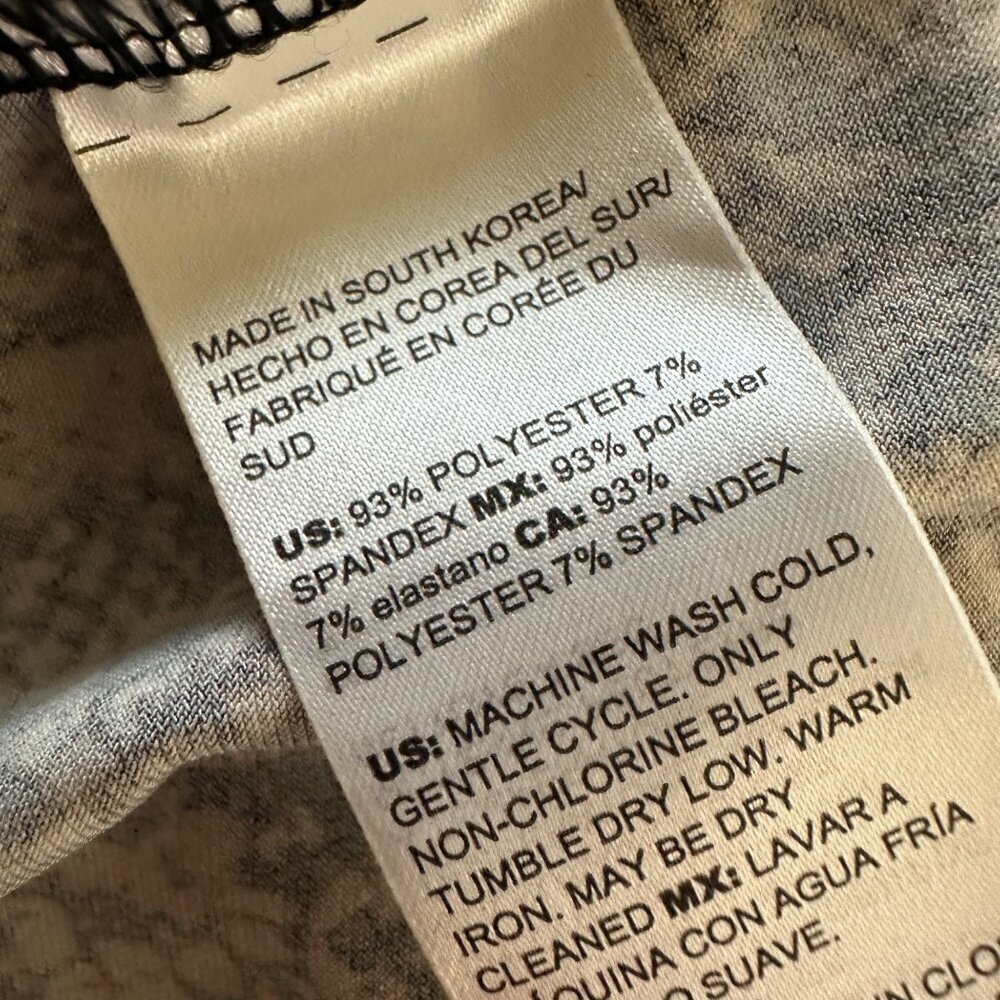 MADE IN SOUTH KOREA/
HECHO EN COREA DEL SUR/
FABRIQUÉ EN CORÉE DU
SUD
US: 93% POLYESTER 7%
SPANDEX MX: 93% poliéster
7% elastano CA: 93%
POLYESTER 7% SPANDEX
US: MACHINE WASH COLD,
GENTLE CYCLE. ONLY
NON-CHLORINE BLEACH.
TUMBLE DRY LOW. WARM
IRON. MAY BE DRY
CLEANED MX: LAVAR A
CON AGUA FRÍA
SUAVE.